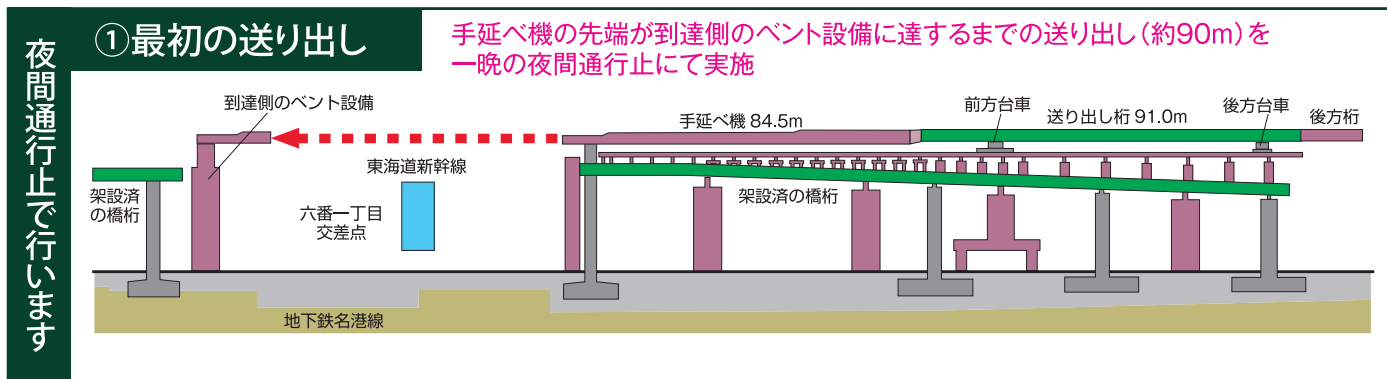 夜間通行止で行います
①最初の送り出し
手延べ機の先端が到達側のベント設備に達するまでの送り出し（約90m）を
一晩の夜間通行止にて実施
到達側のベント設備
手延べ機 84.5m
前方台車
送り出し桁 91.0m
後方台車
後方桁
東海道新幹線
架設済
の橋桁
六番一丁目
交差点
架設済の橋桁
地下鉄名港線